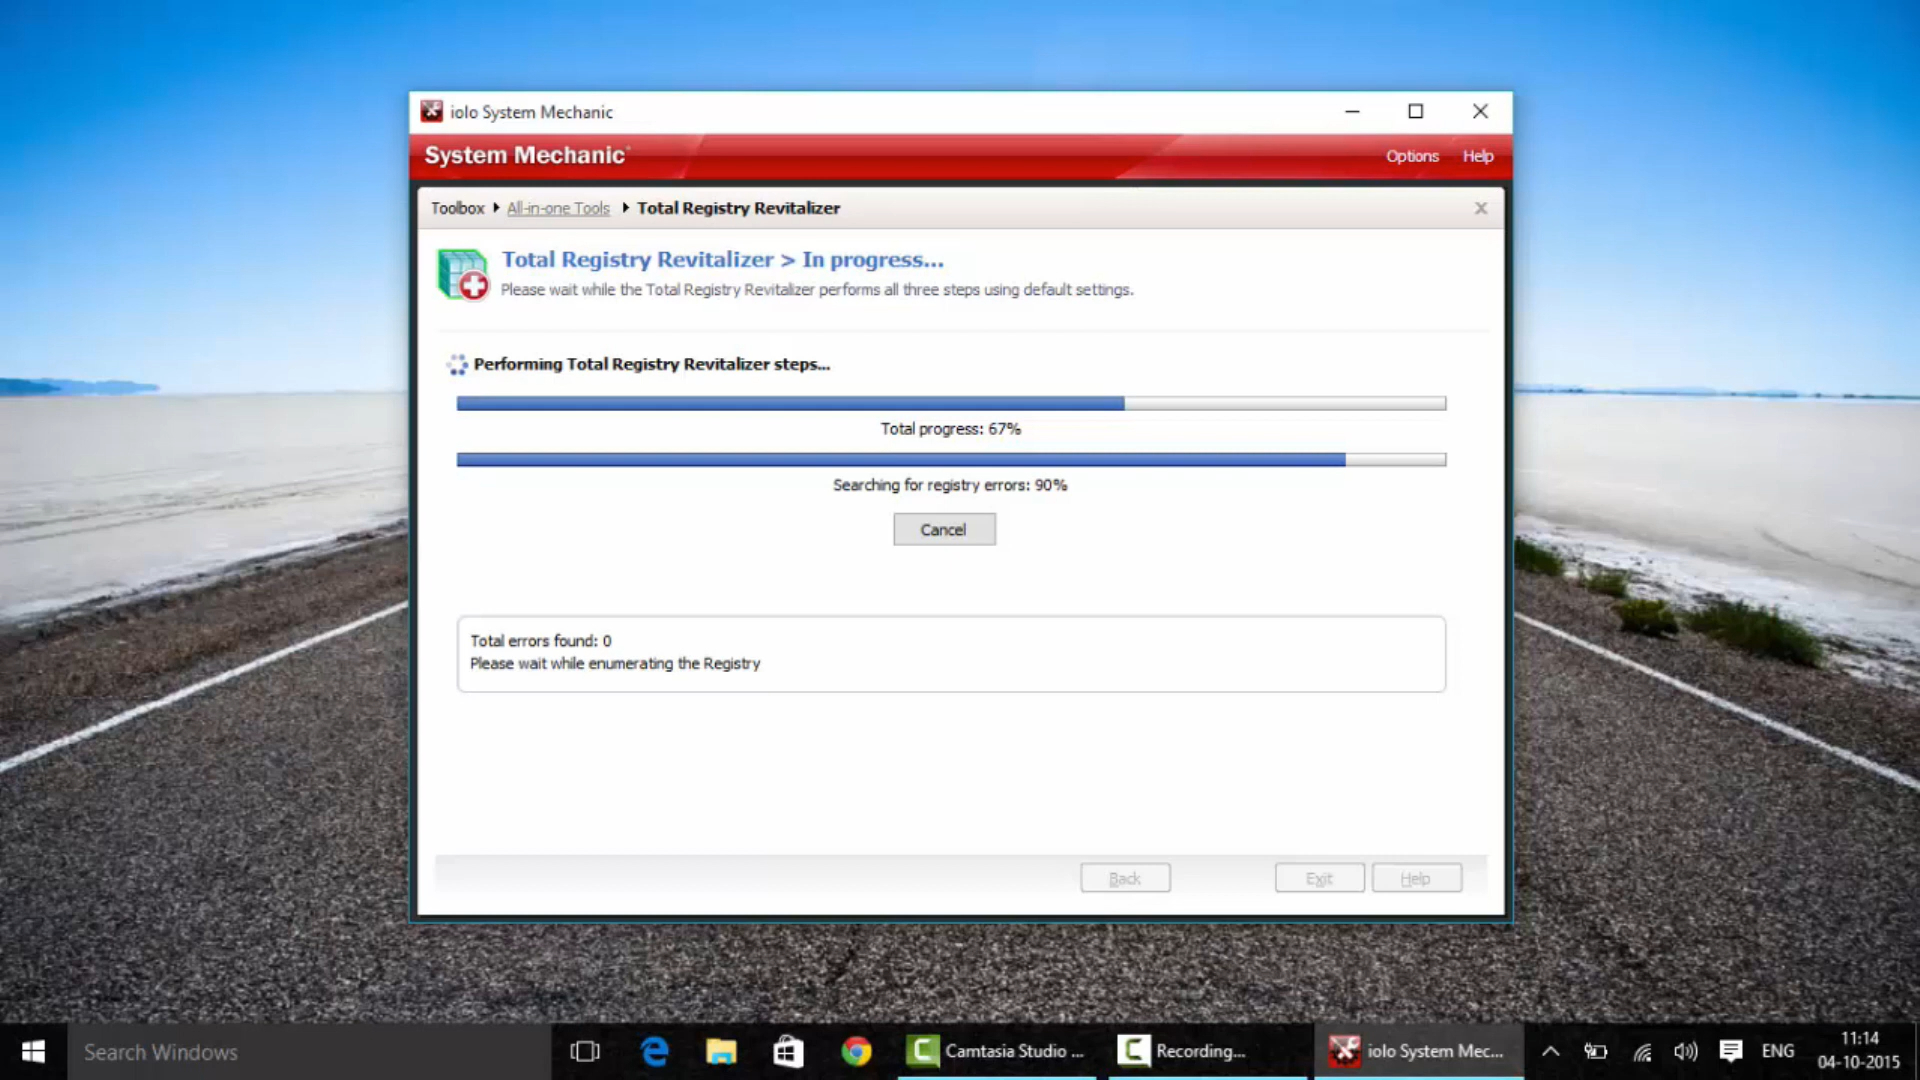 iolo System Mechanic
System Mechanic
Options Help
Toolbox All-in-one Tools Total Registry Revitalizer
Total Registry Revitalizer > In progress...
Please wait while the Total Registry Revitalizer performs all three steps using default settings.
Performing Total Registry Revitalizer steps...
Total progress: 67%
Searching for registry errors: 90%
Cancel
Total errors found: 0
Please wait while enumerating the Registry
Back Exit Help
Search Windows
Camtasia Studio ...
Recording...
iolo System Mec...
ENG
11:14
04-10-2015